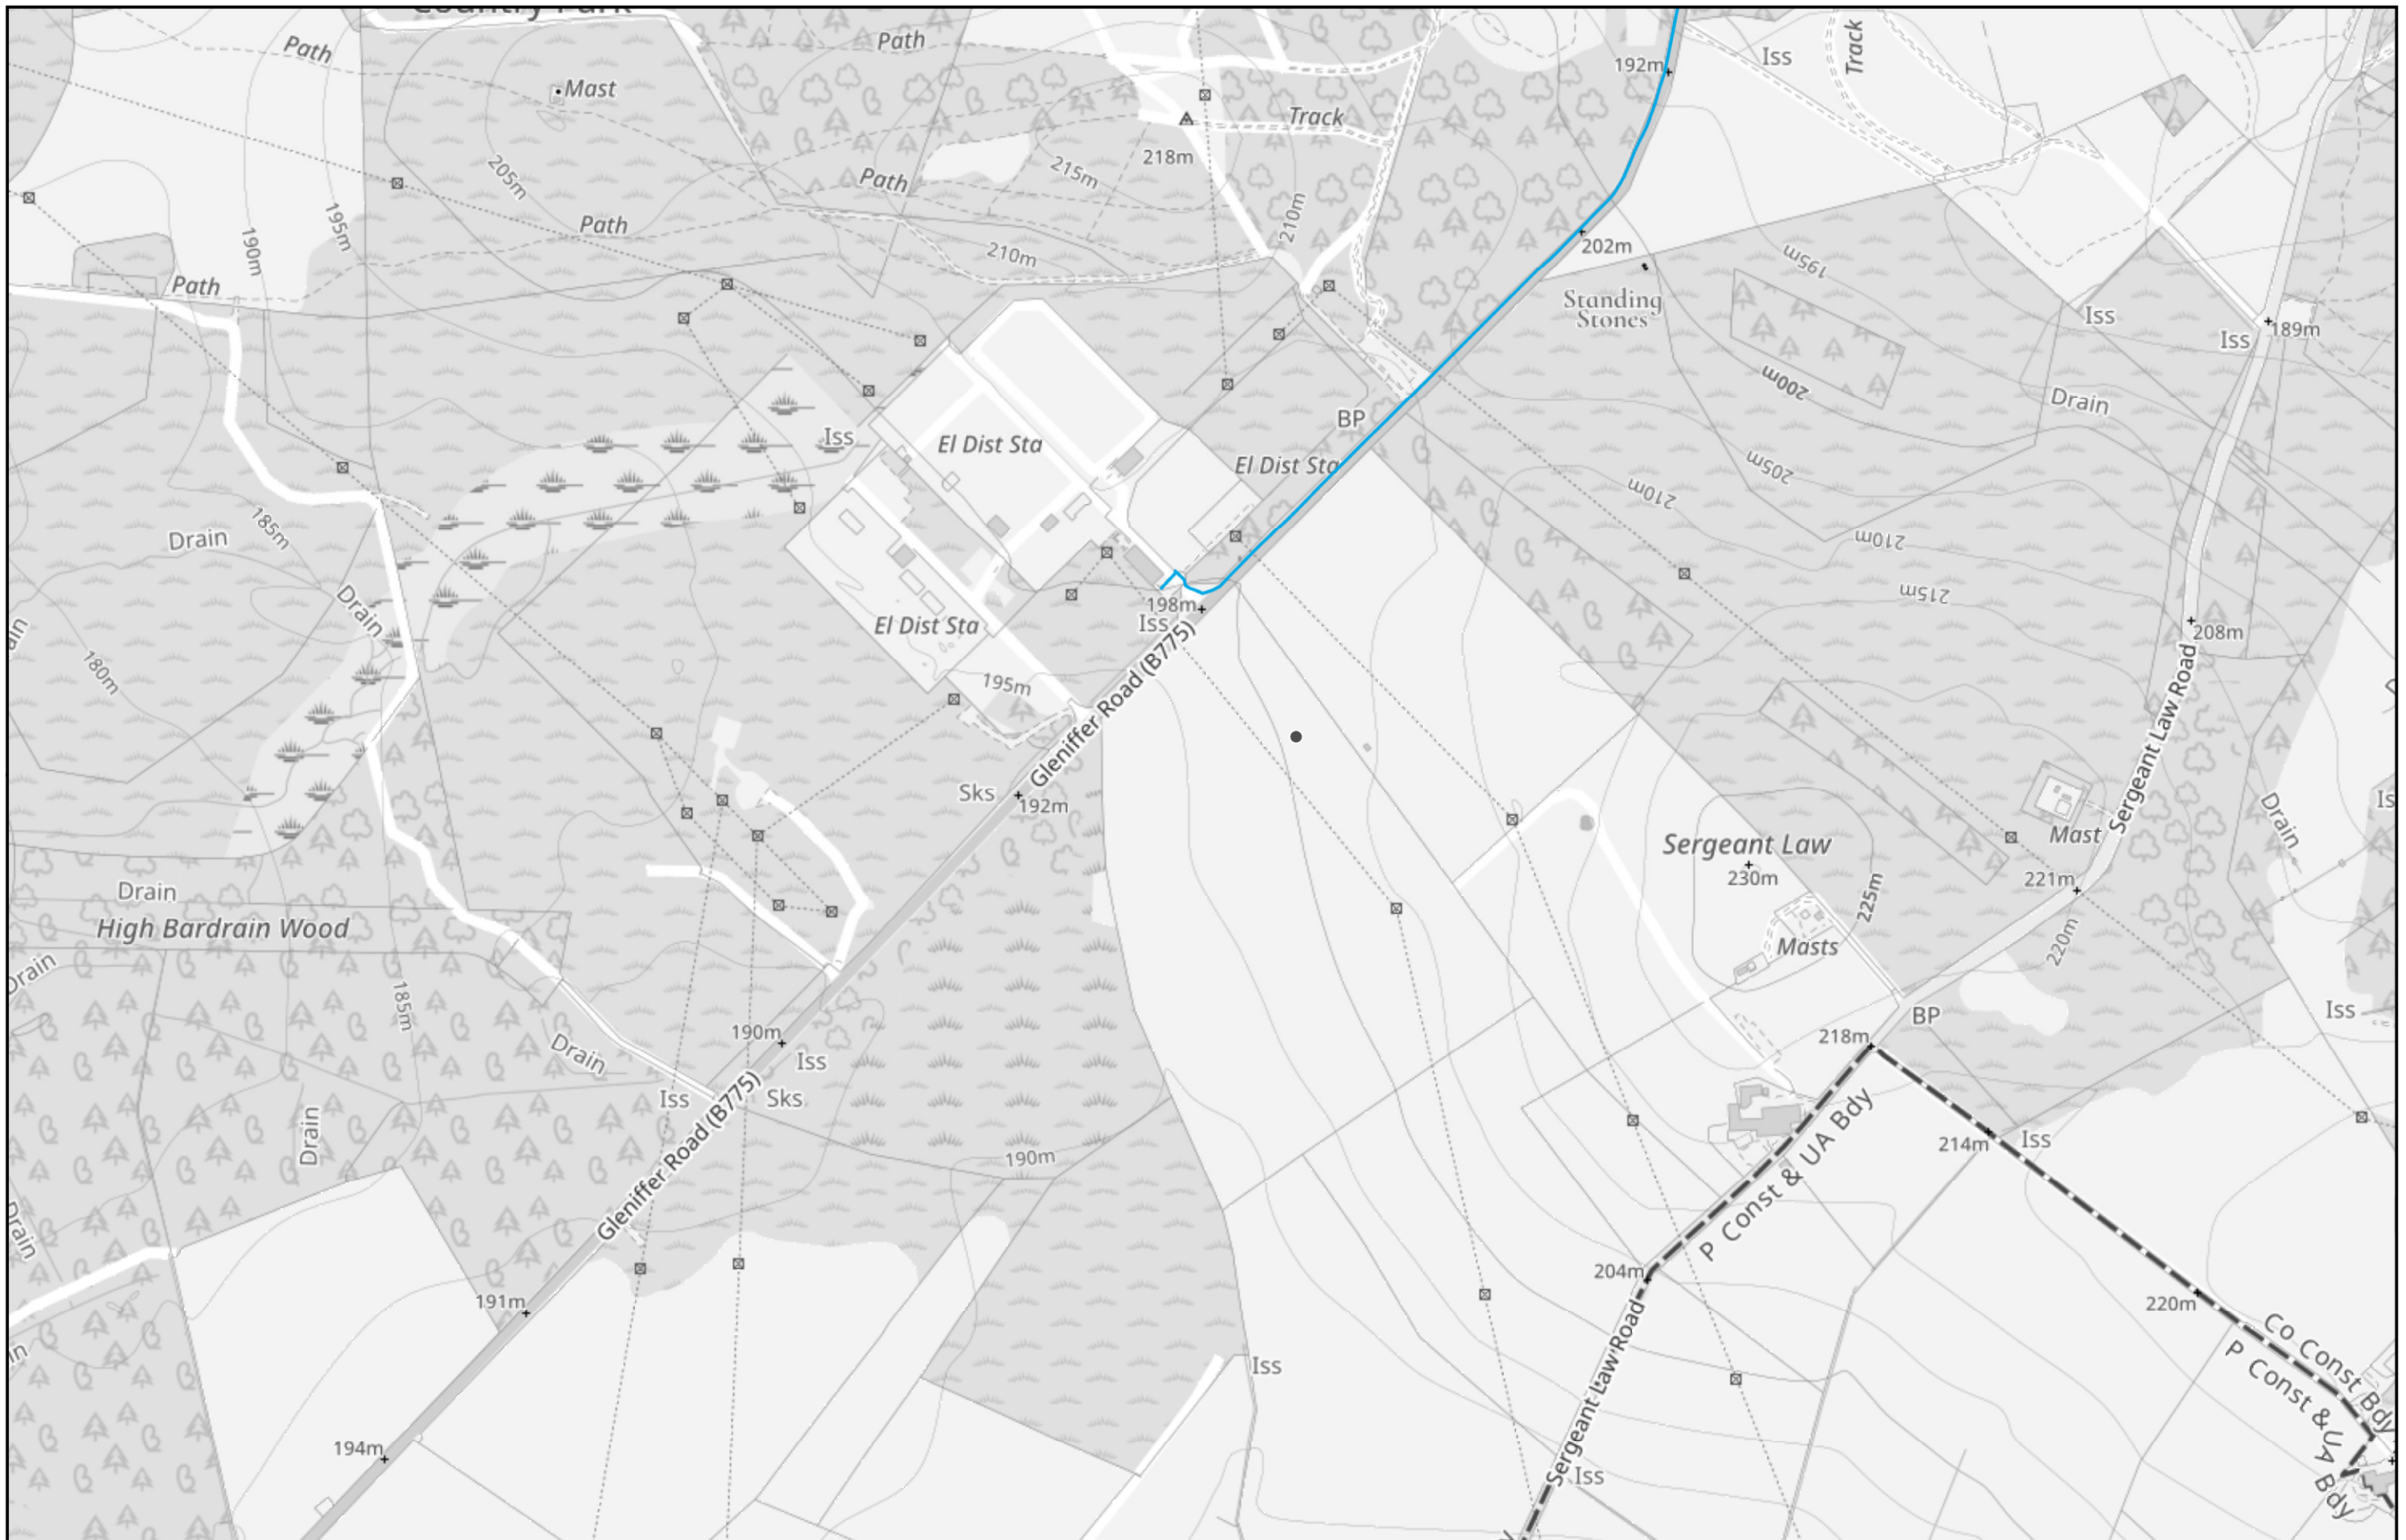 Country Park
Path
Path
Mast
Iss
Track
192m
Track
218m
215m
205m
Path
Path
195m
190m
210m
210m
202m
195m
Path
Standing
Stones
Iss
189m
Iss
200m
Drain
BP
Iss
El Dist Sta
El Dist Sta
205m
210m
210m
185m
Drain
215m
Drain
198m
Iss
El Dist Sta
208m
180m
195m
Gleniffer Road (B775)
Sergeant Law Road
Sks
192m
Drain
Mast
Sergeant Law
230m
221m
225m
Drain
High Bardrain Wood
Masts
220m
Drain
185m
Iss
BP
218m
190m
Iss
Drain
Iss
Sks
Drain
Gleniffer Road (B775)
190m
P Const & UA Bdy
214m
Iss
Drain
204m
191m
220m
Co Const Bdy
P Const & UA Bdy
Iss
Sergeant Law Road
194m
Iss